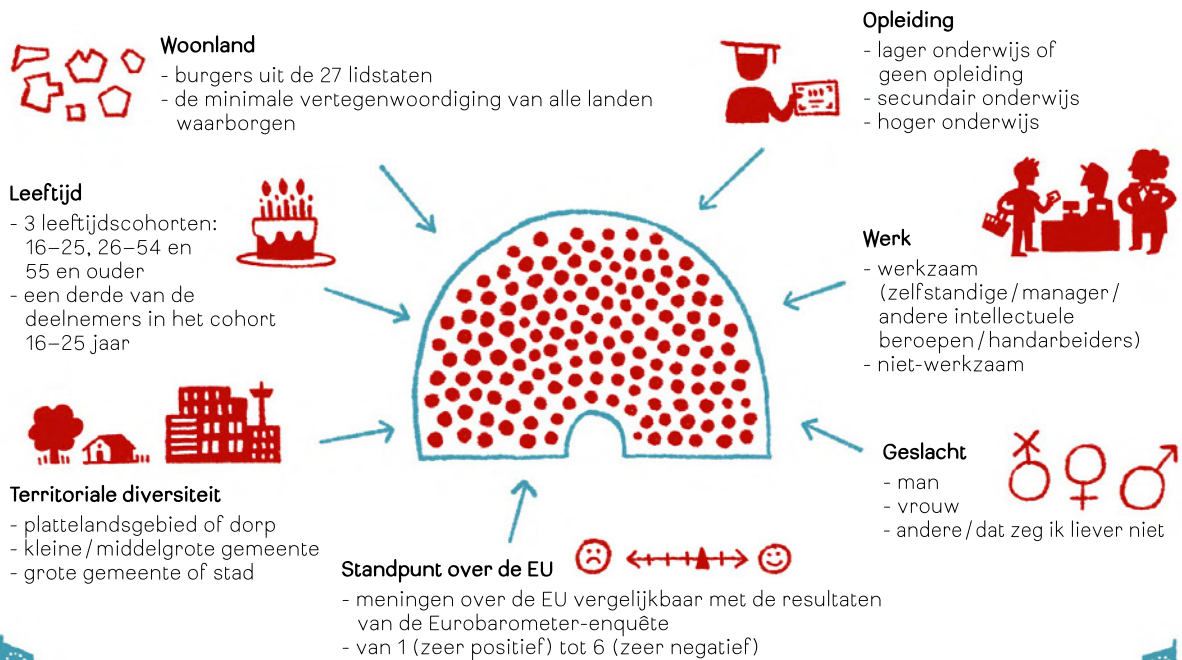 Woonland
- burgers uit de 27 lidstaten
- de minimale vertegenwoordiging van alle landen
waarborgen
Opleiding
- lager onderwijs of
geen opleiding
- secundair onderwijs
- hoger onderwijs
Leeftijd
- 3 leeftijdscohorten:
16–25, 26–54 en
55 en ouder
- een derde van de
deelnemers in het cohort
16–25 jaar
Werk
- werkzaam
(zelfstandige/manager/
andere intellectuele
beroepen/handarbeiders)
- niet-werkzaam
Territoriale diversiteit
- plattelandsgebied of dorp
- kleine/middelgrote gemeente
- grote gemeente of stad
Geslacht
- man
- vrouw
- andere/dat zeg ik liever niet
Standpunt over de EU
- meningen over de EU vergelijkbaar met de resultaten
van de Eurobarometer-enquête
- van 1 (zeer positief) tot 6 (zeer negatief)